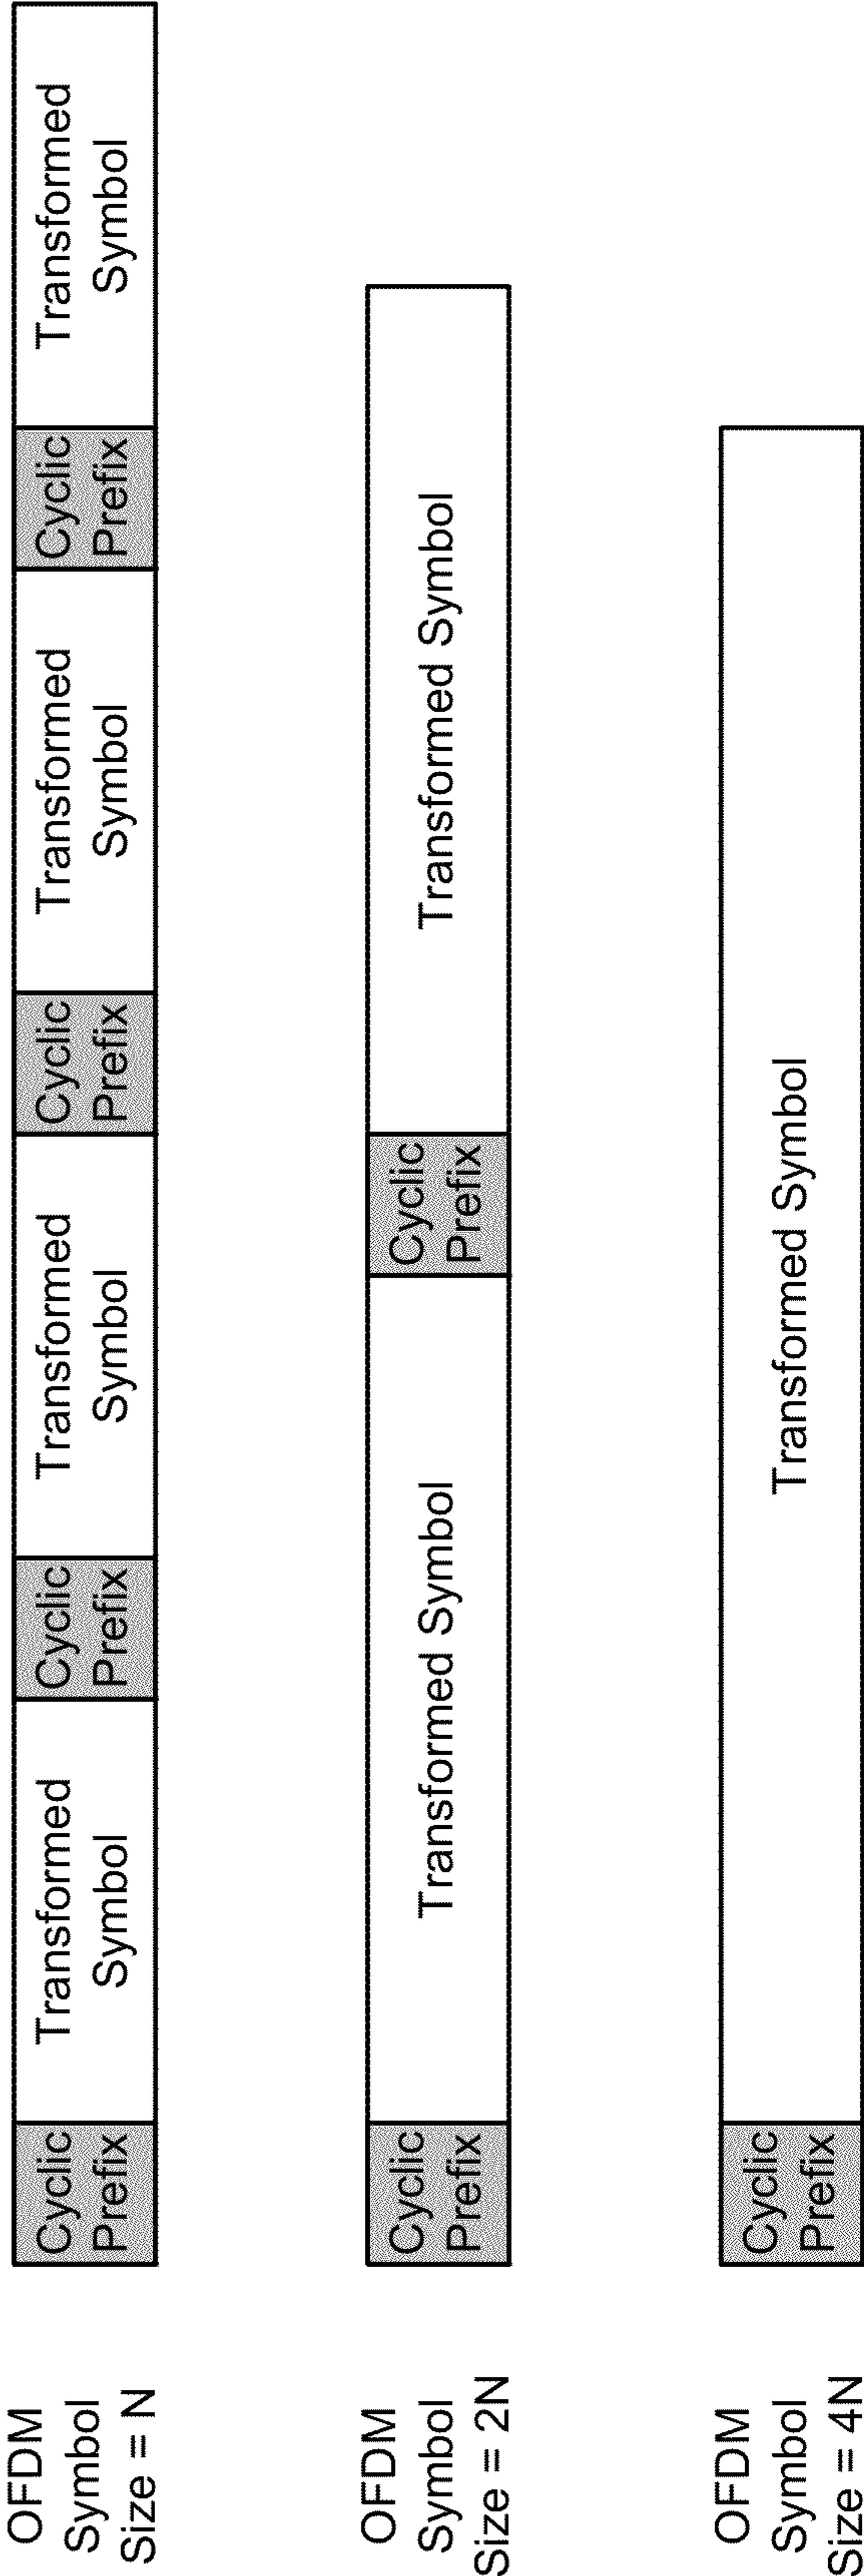 OFDM
Symbol
Size = N
Cyclic
Prefix
Transformed
Symbol
Cyclic
Prefix
Transformed
Symbol
Cyclic
Prefix
Transformed
Symbol
Cyclic
Prefix
Transformed
Symbol
OFDM
Symbol
Size = 2N
Cyclic
Prefix
Transformed Symbol
Cyclic
Prefix
Transformed Symbol
OFDM
Symbol
Size = 4N
Cyclic
Prefix
Transformed Symbol